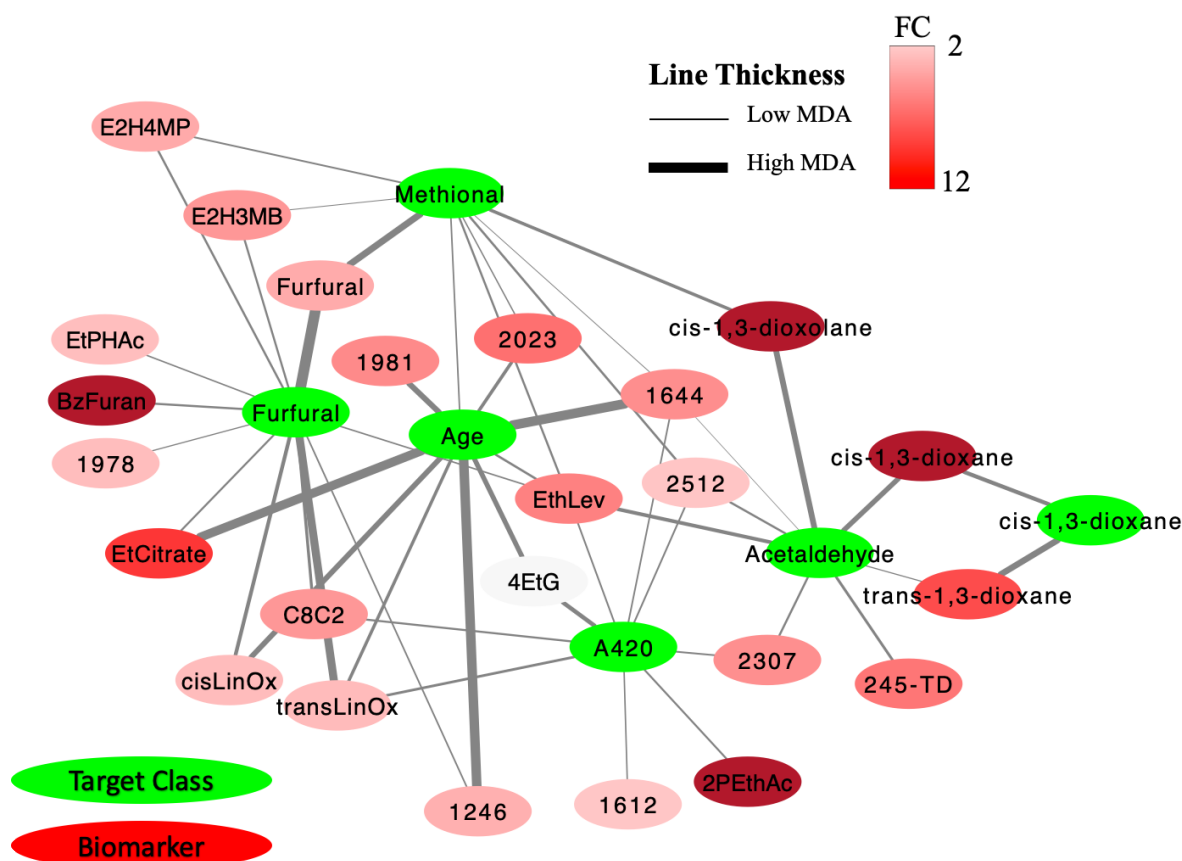 FC
2
Line Thickness
Low MDA
High MDA
12
E2H4MP
Methional
E2H3MB
Furfural
cis-1,3-dioxolane
EtPHAc
2023
1981
1644
BzFuran
Furfural
Age
cis-1,3-dioxane
1978
2512
EthLev
cis-1,3-dioxane
EtCitrate
Acetaldehyde
4EtG
trans-1,3-dioxane
C8C2
A420
2307
cisLinOx
245-TD
transLinOx
Target Class
2PEthAc
1612
1246
Biomarker